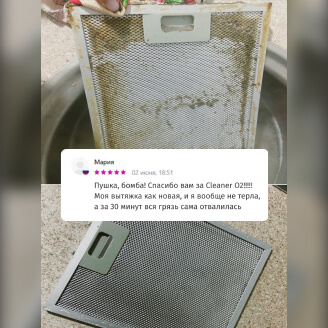 Мария
02 июня, 18:51
Пушка, бомба! Спасибо вам за Cleaner O2!!!!!
Моя вытяжка как новая, и я вообще не терла,
а за 30 минут вся грязь сама отвалилась